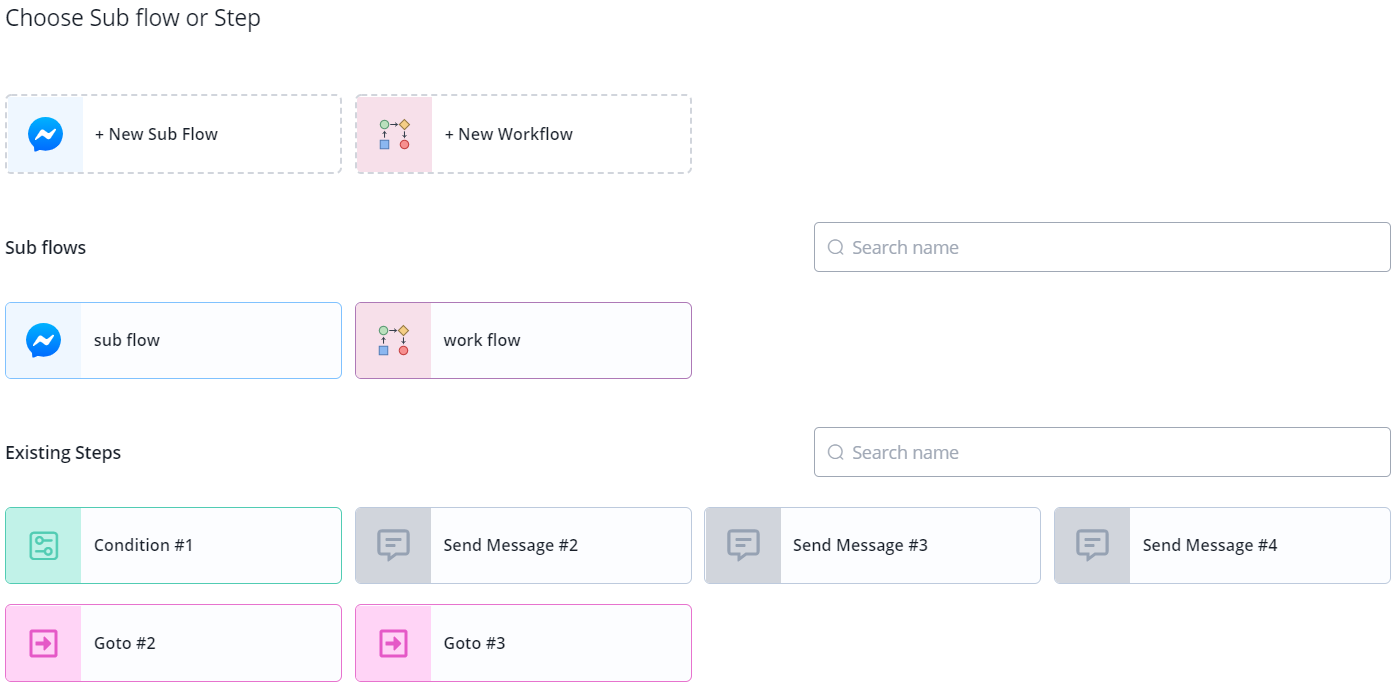 Choose Sub flow or Step
+ New Sub Flow
+ New Workflow
Sub flows
Search name
sub flow
work flow
Existing Steps
Search name
Condition #1
Send Message #2
Send Message #3
Send Message #4
Goto #2
Goto #3